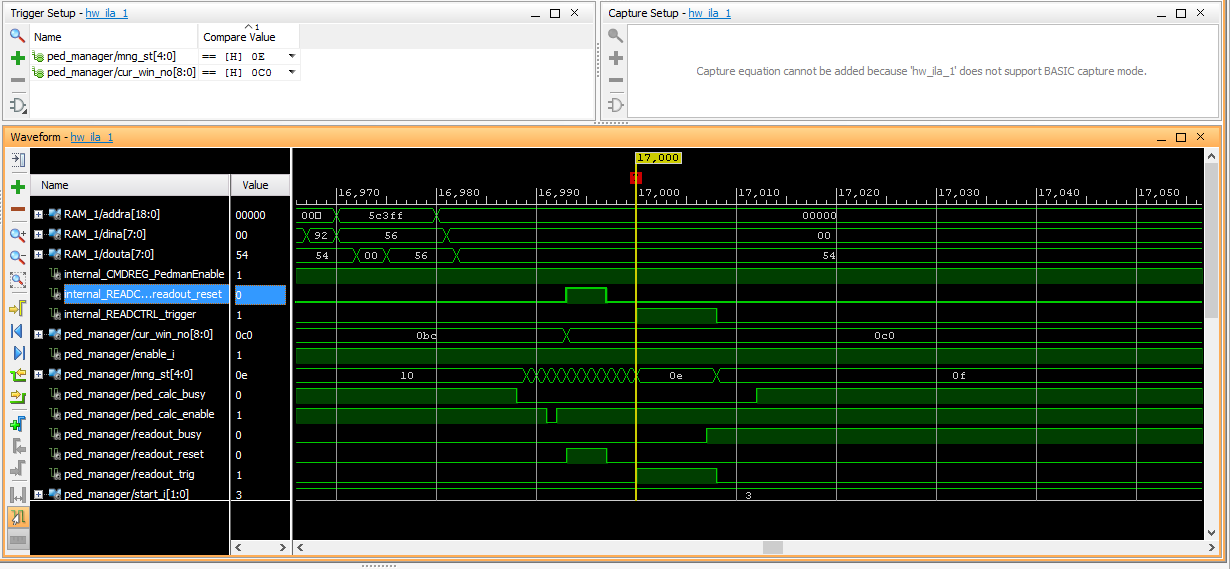 Trigger Setup - hw_ila_1
Name Compare Value 1
ped_manager/mng_st[4:0] == [H] 0E
ped_manager/cur_win_no[8:0] == [H] 0C0
Capture Setup - hw_ila_1
Capture equation cannot be added because 'hw_ila_1' does not support BASIC capture mode.
Waveform - hw_ila_1
17,000
Name Value 16,970 16,980 16,990 17,000 17,010 17,020 17,030 17,040 17,050
RAM_1/addra[18:0] 00000 5c3ff 00000
RAM_1/dina[7:0] 00 92 56 00
RAM_1/douta[7:0] 54 54 00 56 54
internal_CMDREG_PedmanEnable 1
internal_READC...readout_reset 0
internal_READCTRL_trigger 1
ped_manager/cur_win_no[8:0] 0c0 0bc 0c0
ped_manager/enable_i 1
ped_manager/mng_st[4:0] 0e 10 0e 0f
ped_manager/ped_calc_busy 0
ped_manager/ped_calc_enable 1
ped_manager/readout_busy 0
ped_manager/readout_reset 0
ped_manager/readout_trig 1
ped_manager/start_i[1:0] 3 3